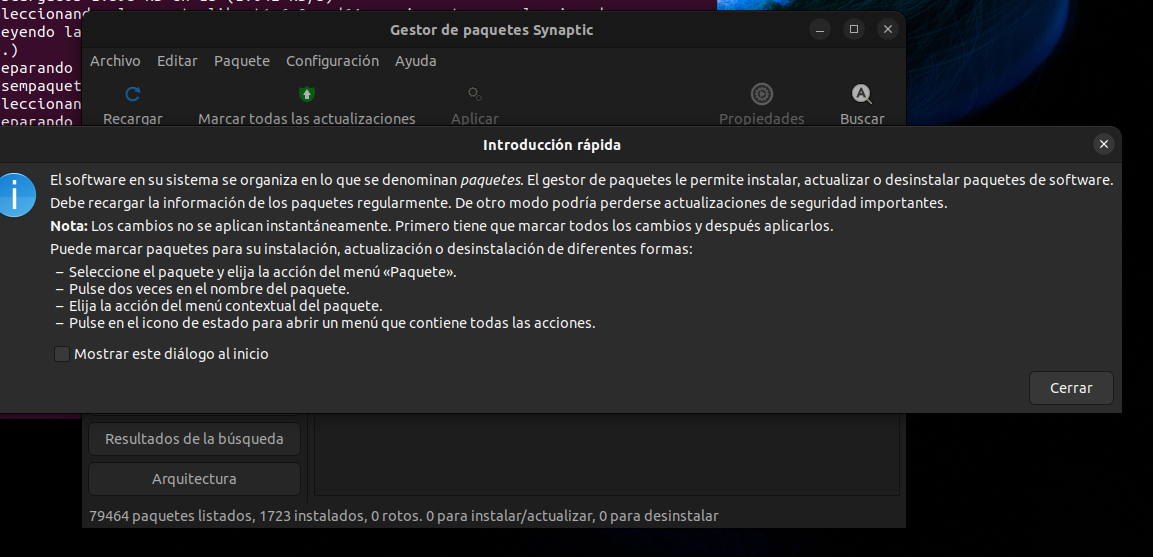 eyendo la
.)
eparando
sempaquet
eleccionan
eparando
Gestor de paquetes Synaptic
Archivo Editar Paquete Configuración Ayuda
Recargar Marcar todas las actualizaciones Aplicar Propiedades Buscar
Introducción rápida
El software en su sistema se organiza en lo que se denominan paquetes. El gestor de paquetes le permite instalar, actualizar o desinstalar paquetes de software.
Debe recargar la información de los paquetes regularmente. De otro modo podría perderse actualizaciones de seguridad importantes.
Nota: Los cambios no se aplican instantáneamente. Primero tiene que marcar todos los cambios y después aplicarlos.
Puede marcar paquetes para su instalación, actualización o desinstalación de diferentes formas:
– Seleccione el paquete y elija la acción del menú «Paquete».
– Pulse dos veces en el nombre del paquete.
– Elija la acción del menú contextual del paquete.
– Pulse en el icono de estado para abrir un menú que contiene todas las acciones.
Mostrar este diálogo al inicio
Cerrar
Resultados de la búsqueda
Arquitectura
79464 paquetes listados, 1723 instalados, 0 rotos. 0 para instalar/actualizar, 0 para desinstalar